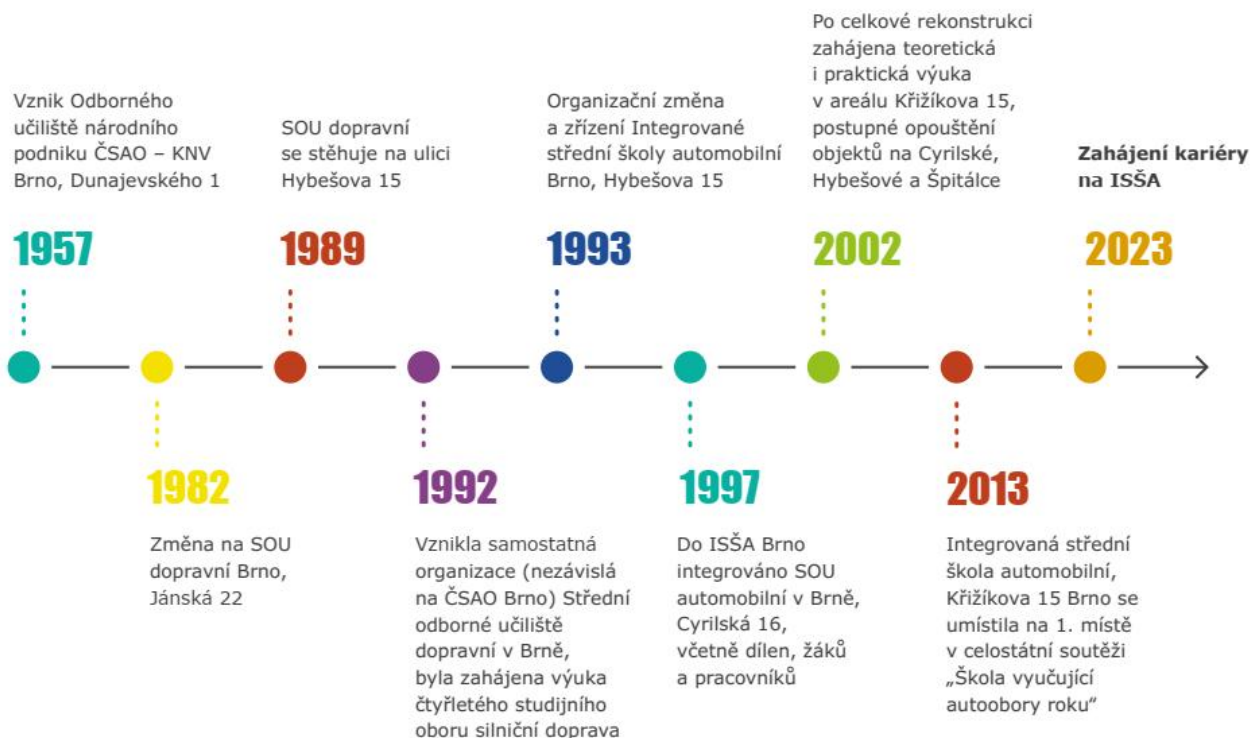 Vznik Odborného
učiliště národního
podniku ČSAO – KNV
Brno, Dunajevského 1
1957
Změna na SOU
dopravní Brno,
Jánská 22
1982
SOU dopravní
se stěhuje na ulici
Hybešova 15
1989
1992
Vznikla samostatná
organizace (nezávislá
na ČSAO Brno) Střední
odborné učiliště
dopravní v Brně,
byla zahájena výuka
čtyřletého studijního
oboru silniční doprava
Organizační změna
a zřízení Integrované
střední školy automobilní
Brno, Hybešova 15
1993
1997
Do ISŠA Brno
integrováno SOU
automobilní v Brně,
Cyrilská 16,
včetně dílen, žáků
a pracovníků
Po celkové rekonstrukci
zahájena teoretická
i praktická výuka
v areálu Křižíkova 15,
postupné opouštění
objektů na Cyrilské,
Hybešové a Špitálce
2002
2013
Integrovaná střední
škola automobilní,
Křižíkova 15 Brno se
umístila na 1. místě
v celostátní soutěži
„Škola vyučující
autoobory roku“
Zahájení kariéry
na ISŠA
2023